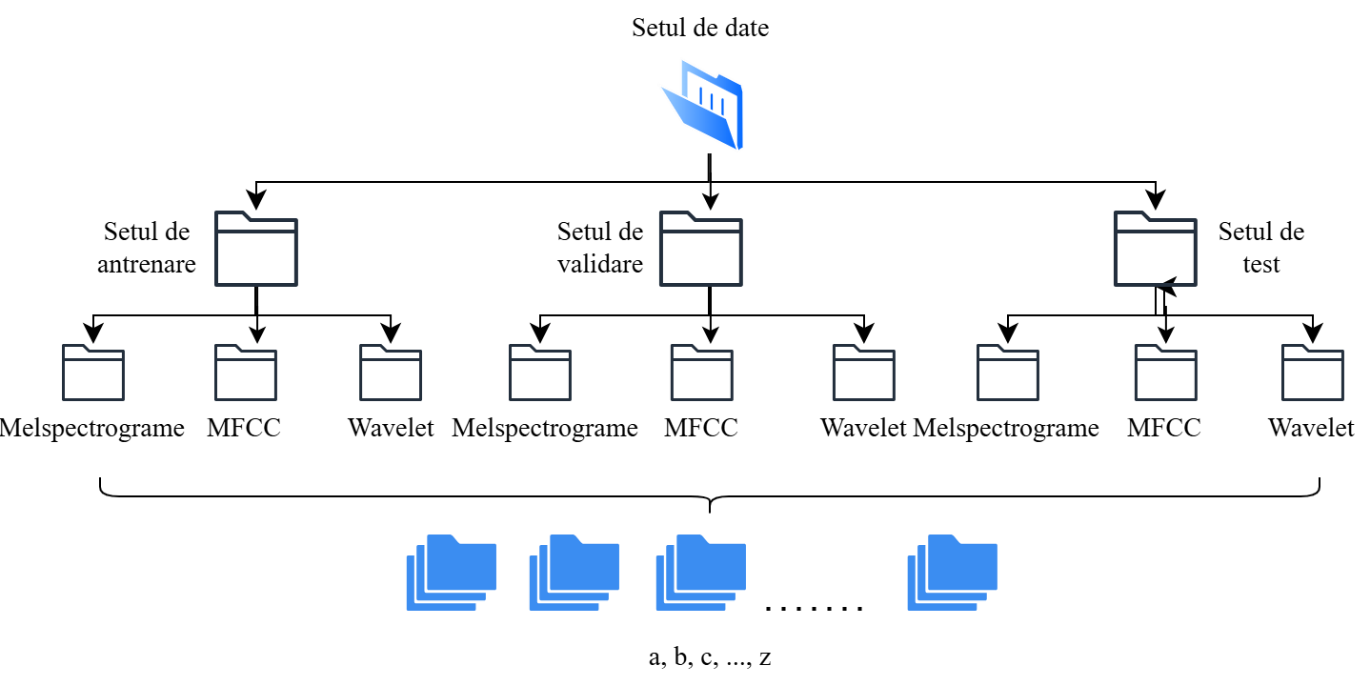 Setul de date
Setul de
antrenare
Setul de
validare
Setul de
test
Melspectrograme
MFCC
Wavelet
Melspectrograme
MFCC
Wavelet
Melspectrograme
MFCC
Wavelet
.......
a, b, c, ..., z